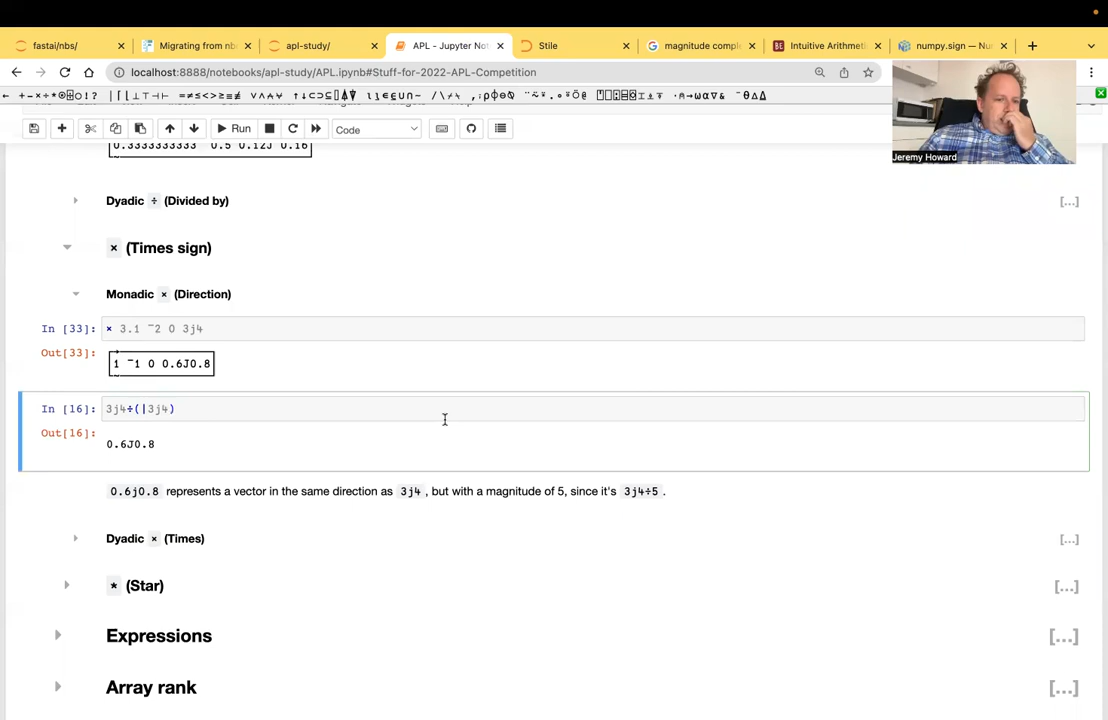 fastai/nbs/
Migrating from nb
apl-study/
APL - Jupyter Not
Stile
magnitude comple
Intuitive Arithmeti
numpy.sign — Num
localhost:8888/notebooks/apl-study/APL.ipynb#Stuff-for-2022-APL-Competition
Run
Code
Jeremy Howard
0.3333333333 ¯0.5 0.12J¯0.16
Dyadic ÷ (Divided by)
[...]
× (Times sign)
Monadic × (Direction)
In [33]: × 3.1 ¯2 0 3j4
Out[33]: 1 ¯1 0 0.6J0.8
In [16]: 3j4÷(|3j4)
Out[16]:
0.6J0.8
0.6j0.8 represents a vector in the same direction as 3j4, but with a magnitude of 5, since it's 3j4÷5.
Dyadic × (Times)
[...]
* (Star)
[...]
Expressions
[...]
Array rank
[...]